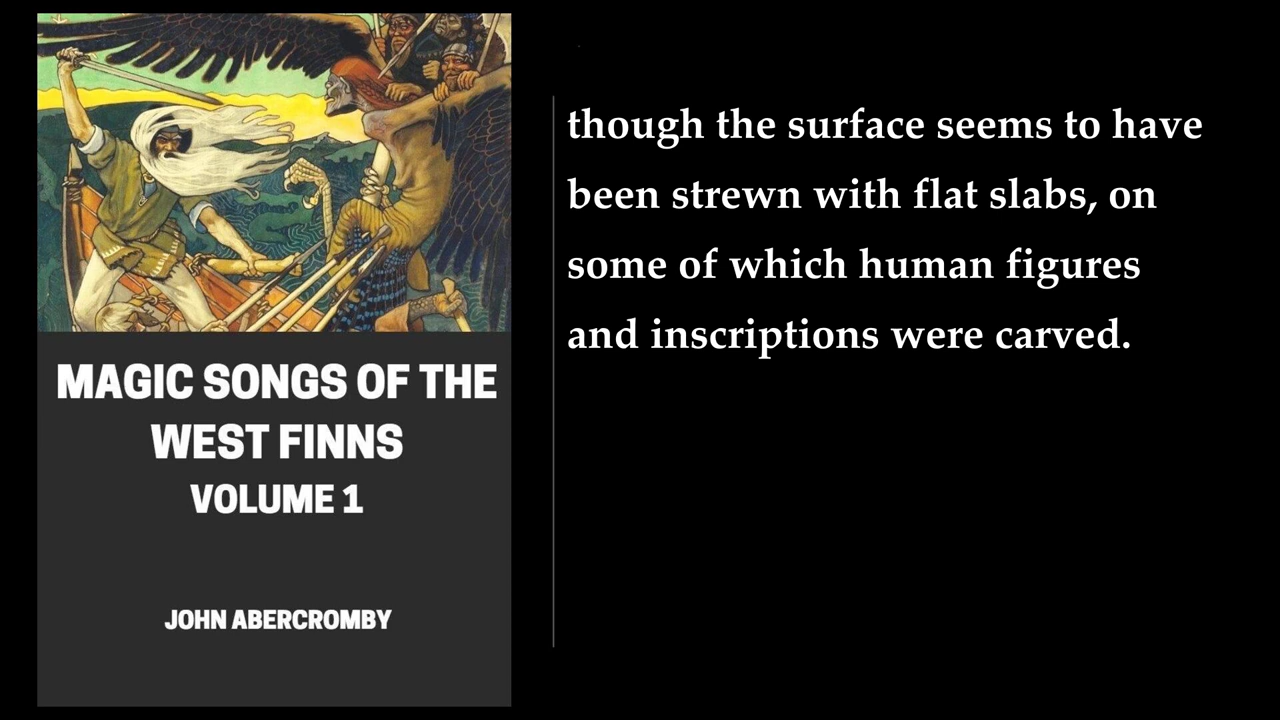 MAGIC SONGS OF THE
WEST FINNS
VOLUME 1
JOHN ABERCROMBY
though the surface seems to have
been strewn with flat slabs, on
some of which human figures
and inscriptions were carved.